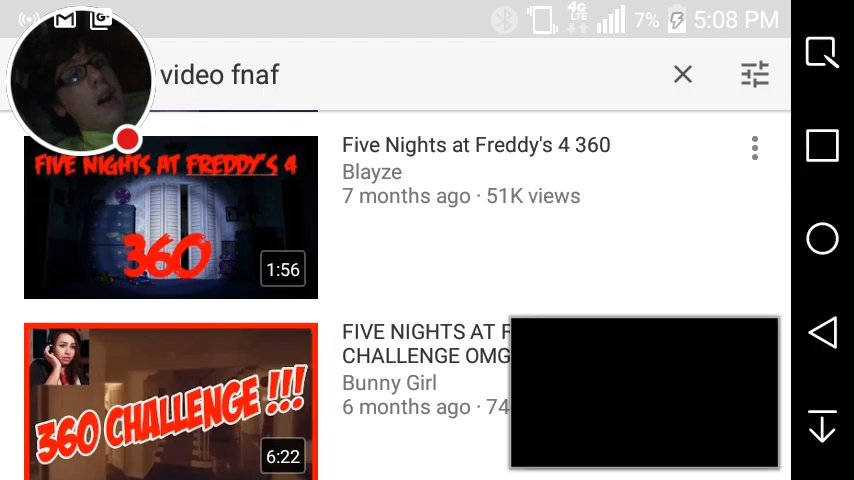 4G
LTE
7%
5:08 PM
G+
video fnaf
Five Nights at Freddy's 4 360
Blayze
7 months ago · 51K views
FIVE NIGHTS AT FREDDY'S 4
360
1:56
FIVE NIGHTS AT F
CHALLENGE OMG
Bunny Girl
6 months ago · 74
360 CHALLENGE !!!
6:22